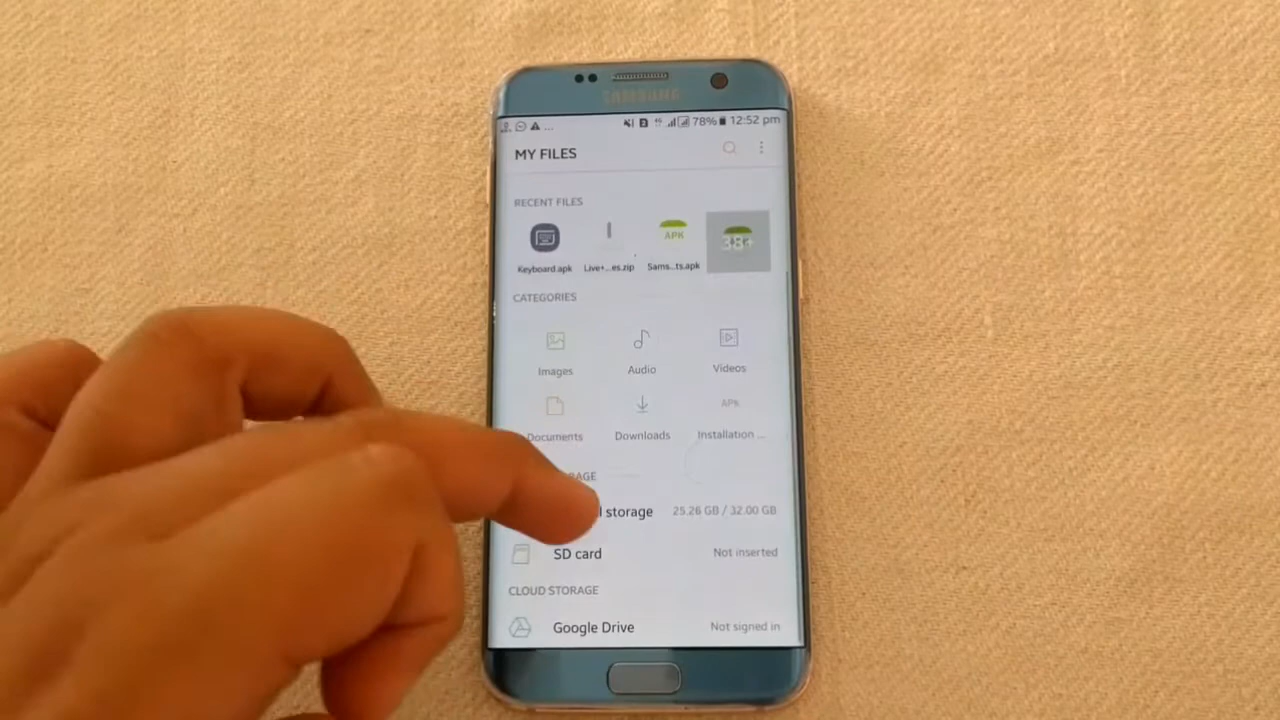 SAMSUNG
78% 12:52 pm
MY FILES
RECENT FILES
APK
38+
Keyboard.apk Live+...es.zip Sams...ts.apk
CATEGORIES
Images Audio Videos
APK
Documents Downloads Installation ...
RAGE
l storage 25.26 GB / 32.00 GB
SD card Not inserted
CLOUD STORAGE
Google Drive Not signed in